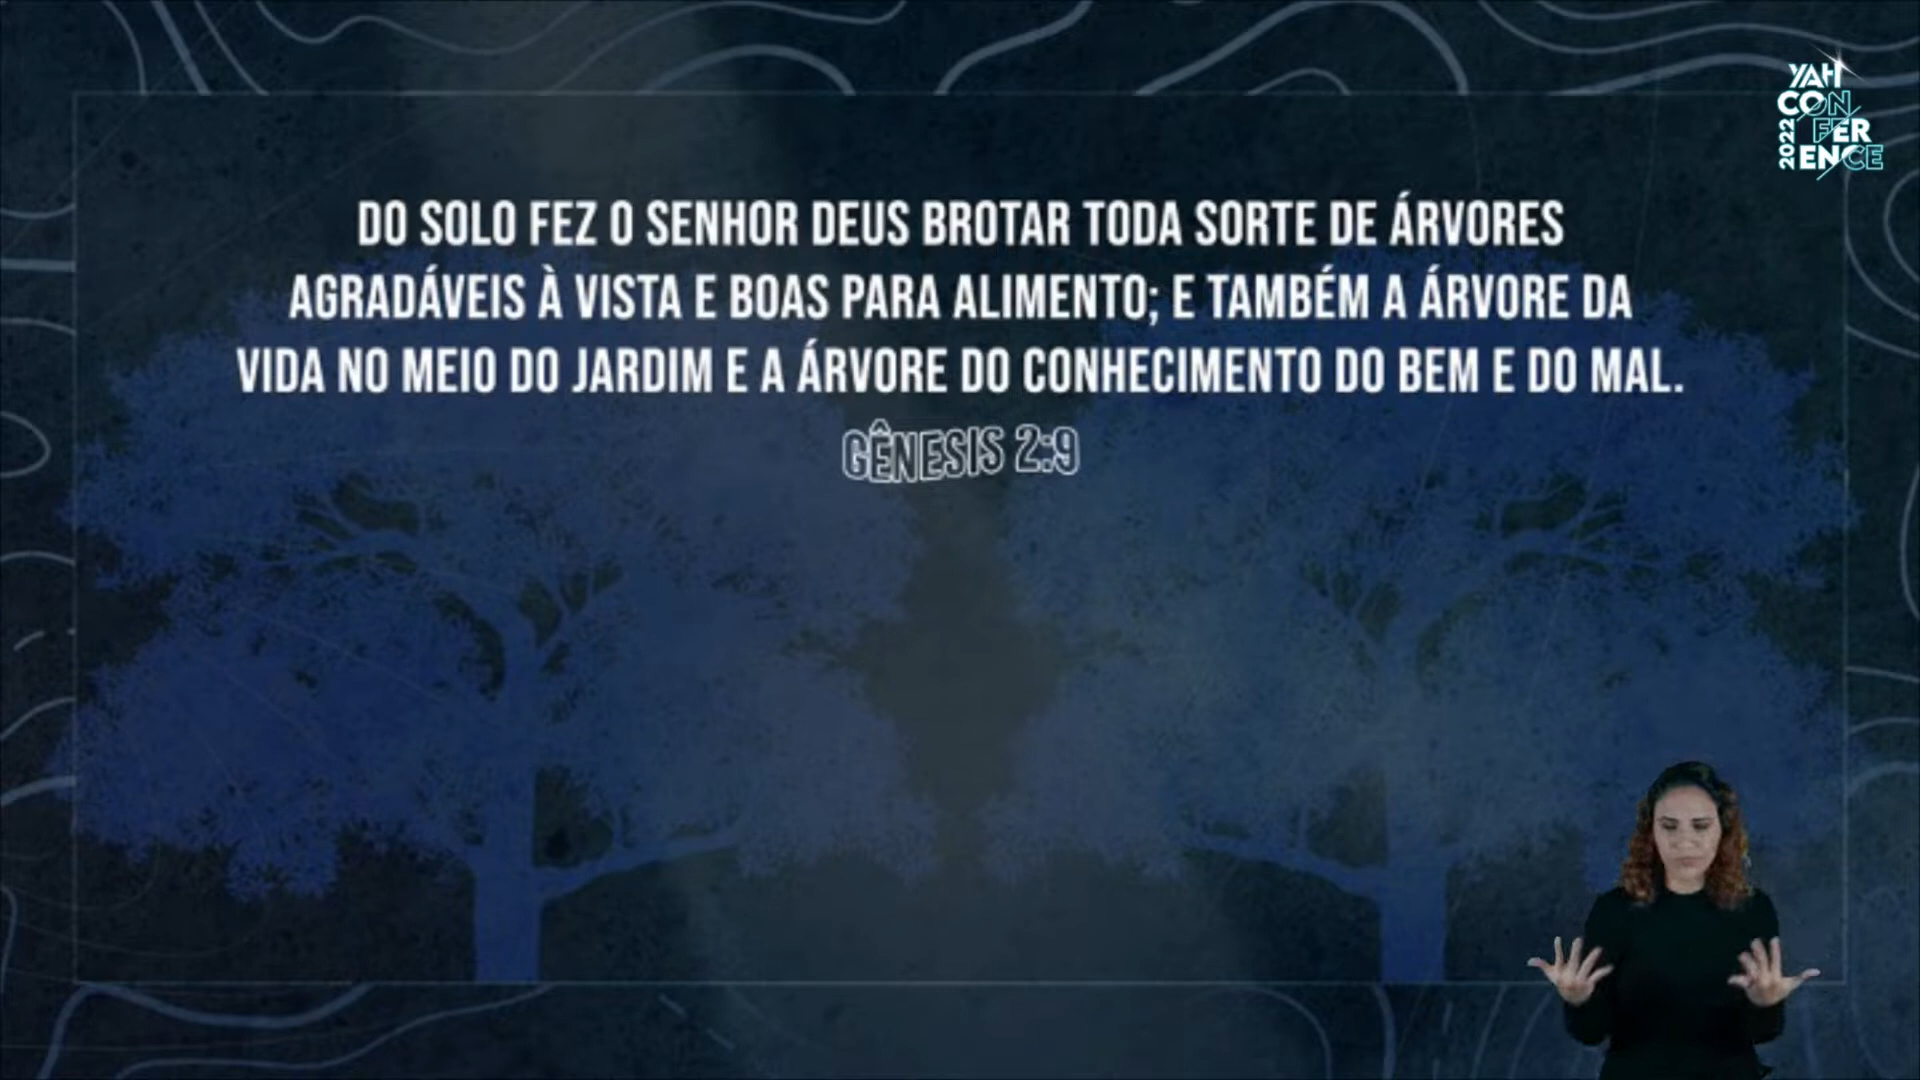 DO SOLO FEZ O SENHOR DEUS BROTAR TODA SORTE DE ÁRVORES
AGRADÁVEIS À VISTA E BOAS PARA ALIMENTO; E TAMBÉM A ÁRVORE DA
VIDA NO MEIO DO JARDIM E A ÁRVORE DO CONHECIMENTO DO BEM E DO MAL.
GÊNESIS 2:9
YAH
CON
FER
ENCE
2022